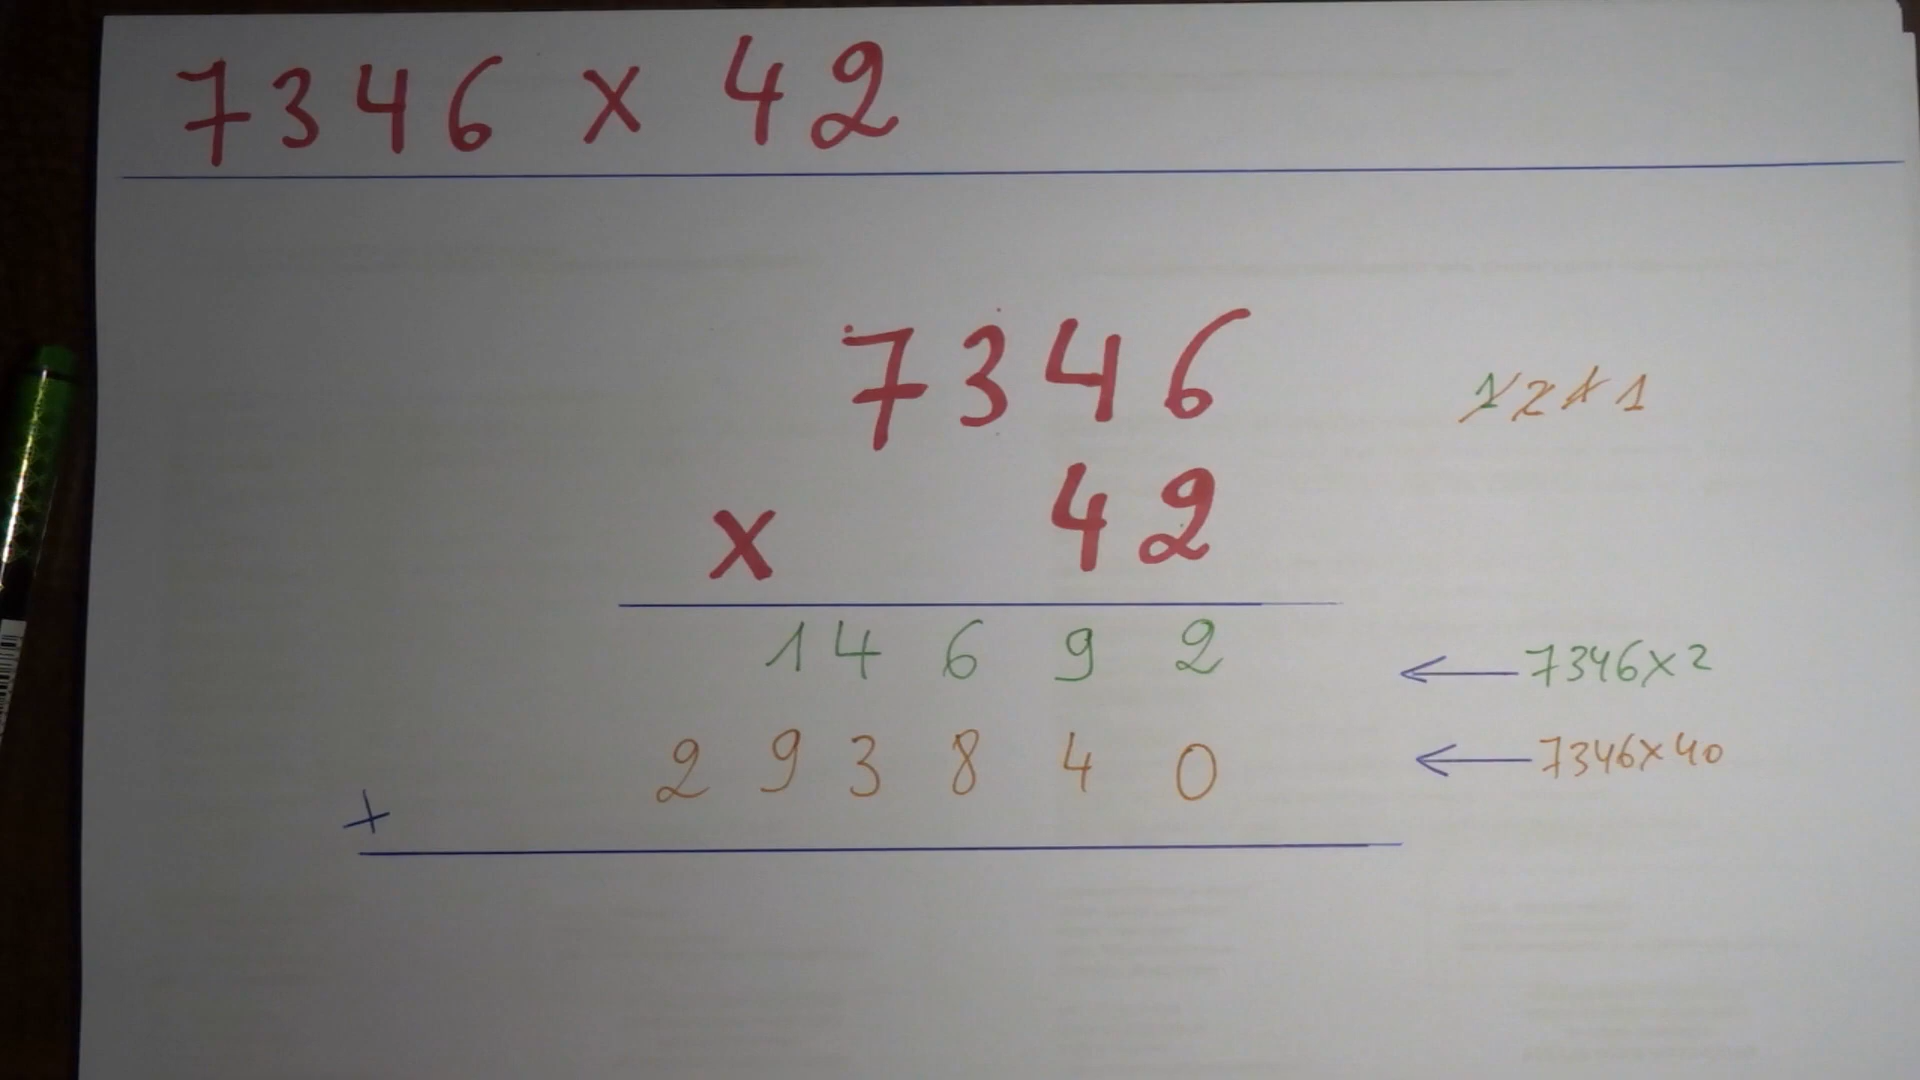 7346 x 42
7346
1 2 1 1
x 42
14692
← 7346x2
293840
← 7346x40
+